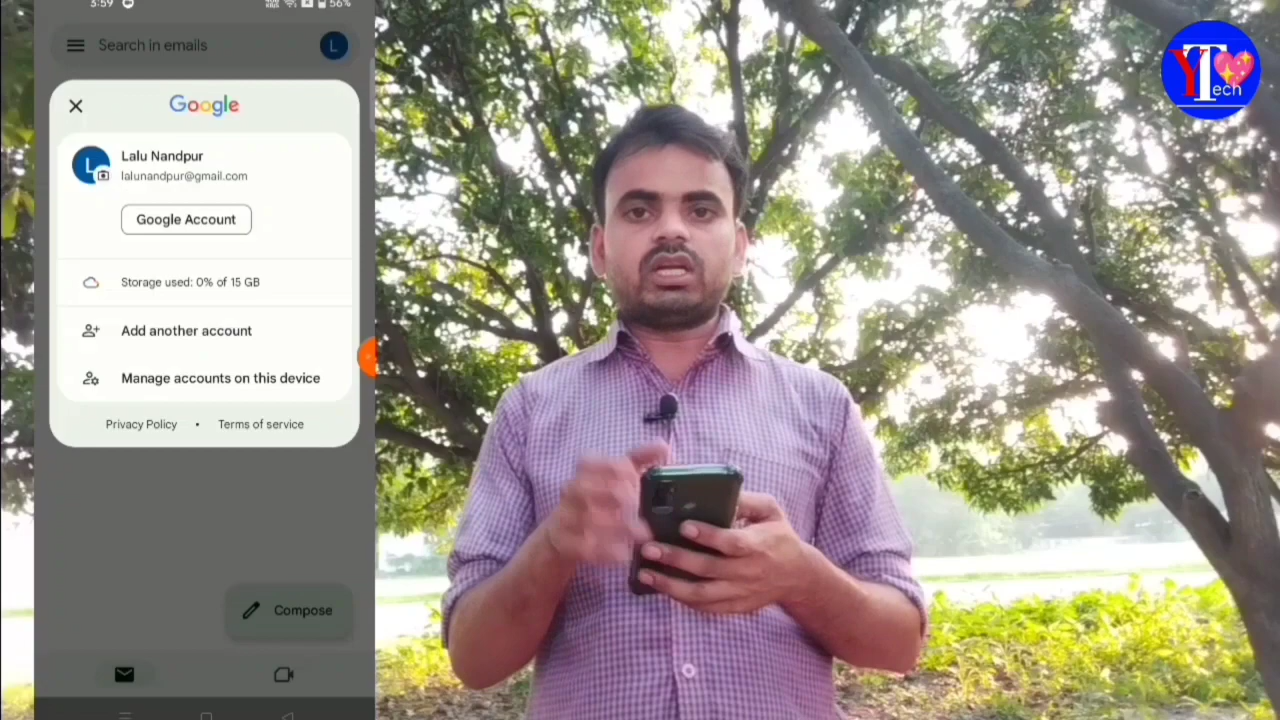 3:59
56%
Search in emails
L
Google
L
Lalu Nandpur
lalunandpur@gmail.com
Google Account
Storage used: 0% of 15 GB
Add another account
Manage accounts on this device
Privacy Policy • Terms of service
Compose
YT
ech